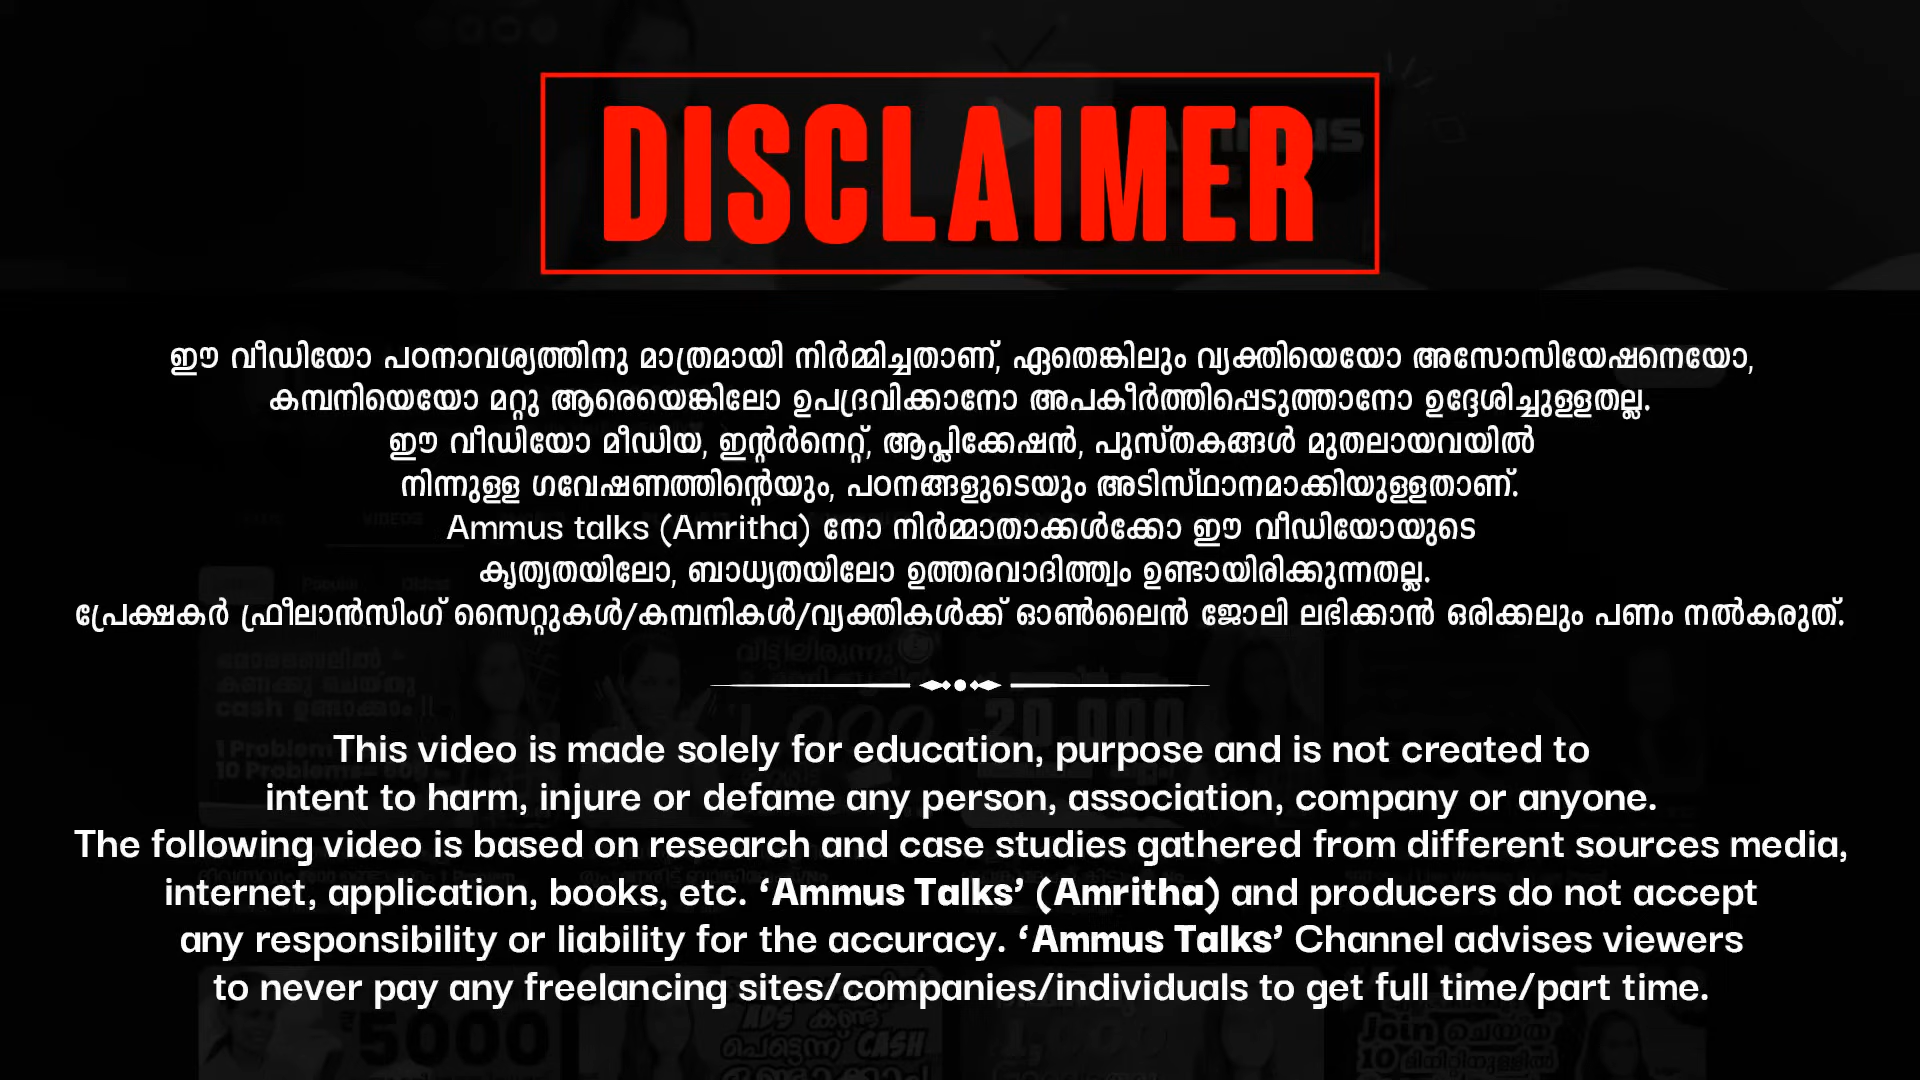 DISCLAIMER
ഈ വീഡിയോ പഠനാവശ്യത്തിനു മാത്രമായി നിർമ്മിച്ചതാണ്, ഏതെങ്കിലും വ്യക്തിയെയോ അസോസിയേഷനെയോ,
കമ്പനിയെയോ മറ്റു ആരെയെങ്കിലോ ഉപദ്രവിക്കാനോ അപകീർത്തിപ്പെടുത്താനോ ഉദ്ദേശിച്ചുള്ളതല്ല.
ഈ വീഡിയോ മീഡിയ, ഇന്റർനെറ്റ്, ആപ്ലിക്കേഷൻ, പുസ്തകങ്ങൾ മുതലായവയിൽ
നിന്നുള്ള ഗവേഷണത്തിന്റെയും, പഠനങ്ങളുടെയും അടിസ്ഥാനമാക്കിയുള്ളതാണ്.
Ammus talks (Amritha) നോ നിർമ്മാതാക്കൾക്കോ ഈ വീഡിയോയുടെ
കൃത്യതയിലോ, ബാധ്യതയിലോ ഉത്തരവാദിത്ത്വം ഉണ്ടായിരിക്കുന്നതല്ല.
പ്രേക്ഷകർ ഫ്രീലാൻസിംഗ് സൈറ്റുകൾ/കമ്പനികൾ/വ്യക്തികൾക്ക് ഓൺലൈൻ ജോലി ലഭിക്കാൻ ഒരിക്കലും പണം നൽകരുത്.
This video is made solely for education, purpose and is not created to
intent to harm, injure or defame any person, association, company or anyone.
The following video is based on research and case studies gathered from different sources media,
internet, application, books, etc. ‘Ammus Talks’ (Amritha) and producers do not accept
any responsibility or liability for the accuracy. ‘Ammus Talks’ Channel advises viewers
to never pay any freelancing sites/companies/individuals to get full time/part time.